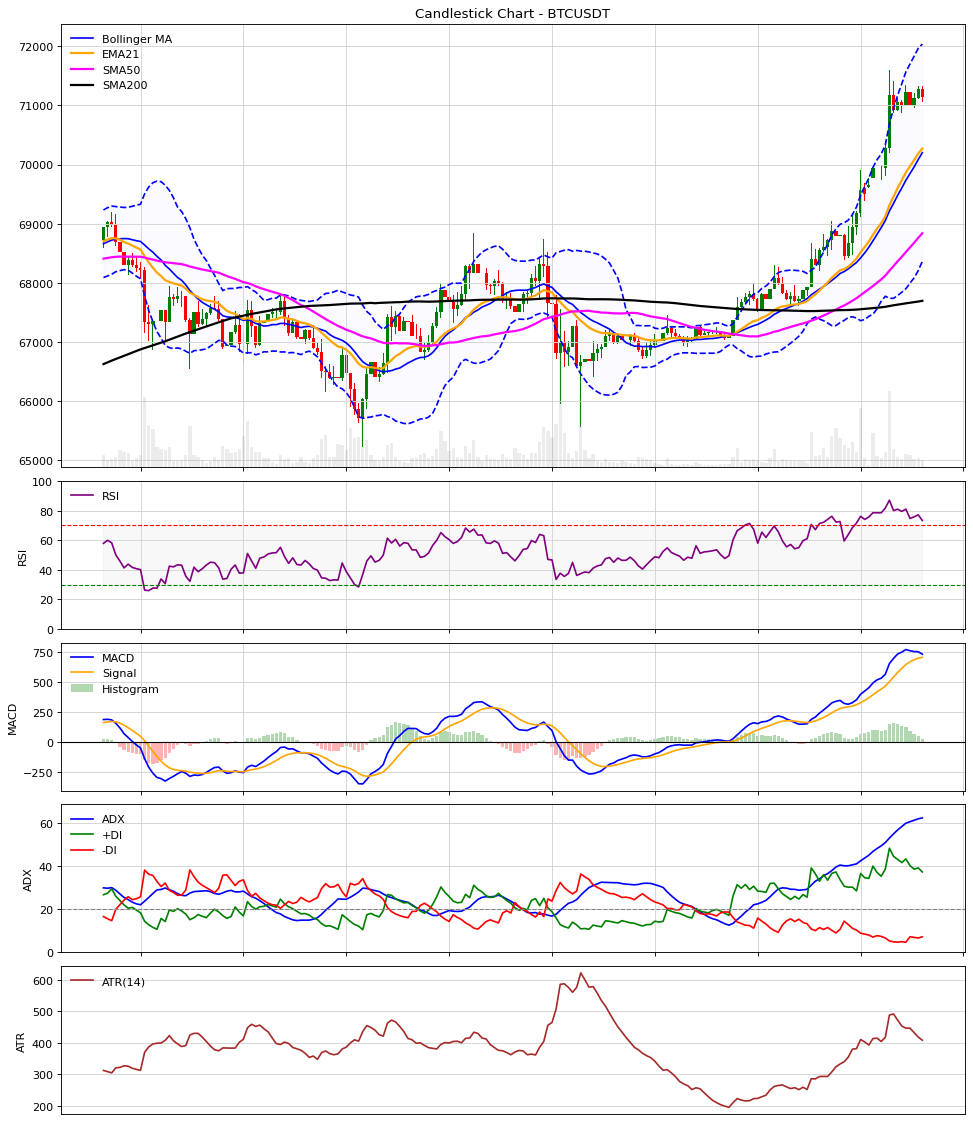 Candlestick Chart - BTCUSDT
Bollinger MA
EMA21
SMA50
SMA200
72000
71000
70000
69000
68000
67000
66000
65000
RSI
RSI
100
80
60
40
20
0
MACD
Signal
Histogram
MACD
750
500
250
0
−250
ADX
+DI
-DI
ADX
60
40
20
0
ATR(14)
ATR
600
500
400
300
200